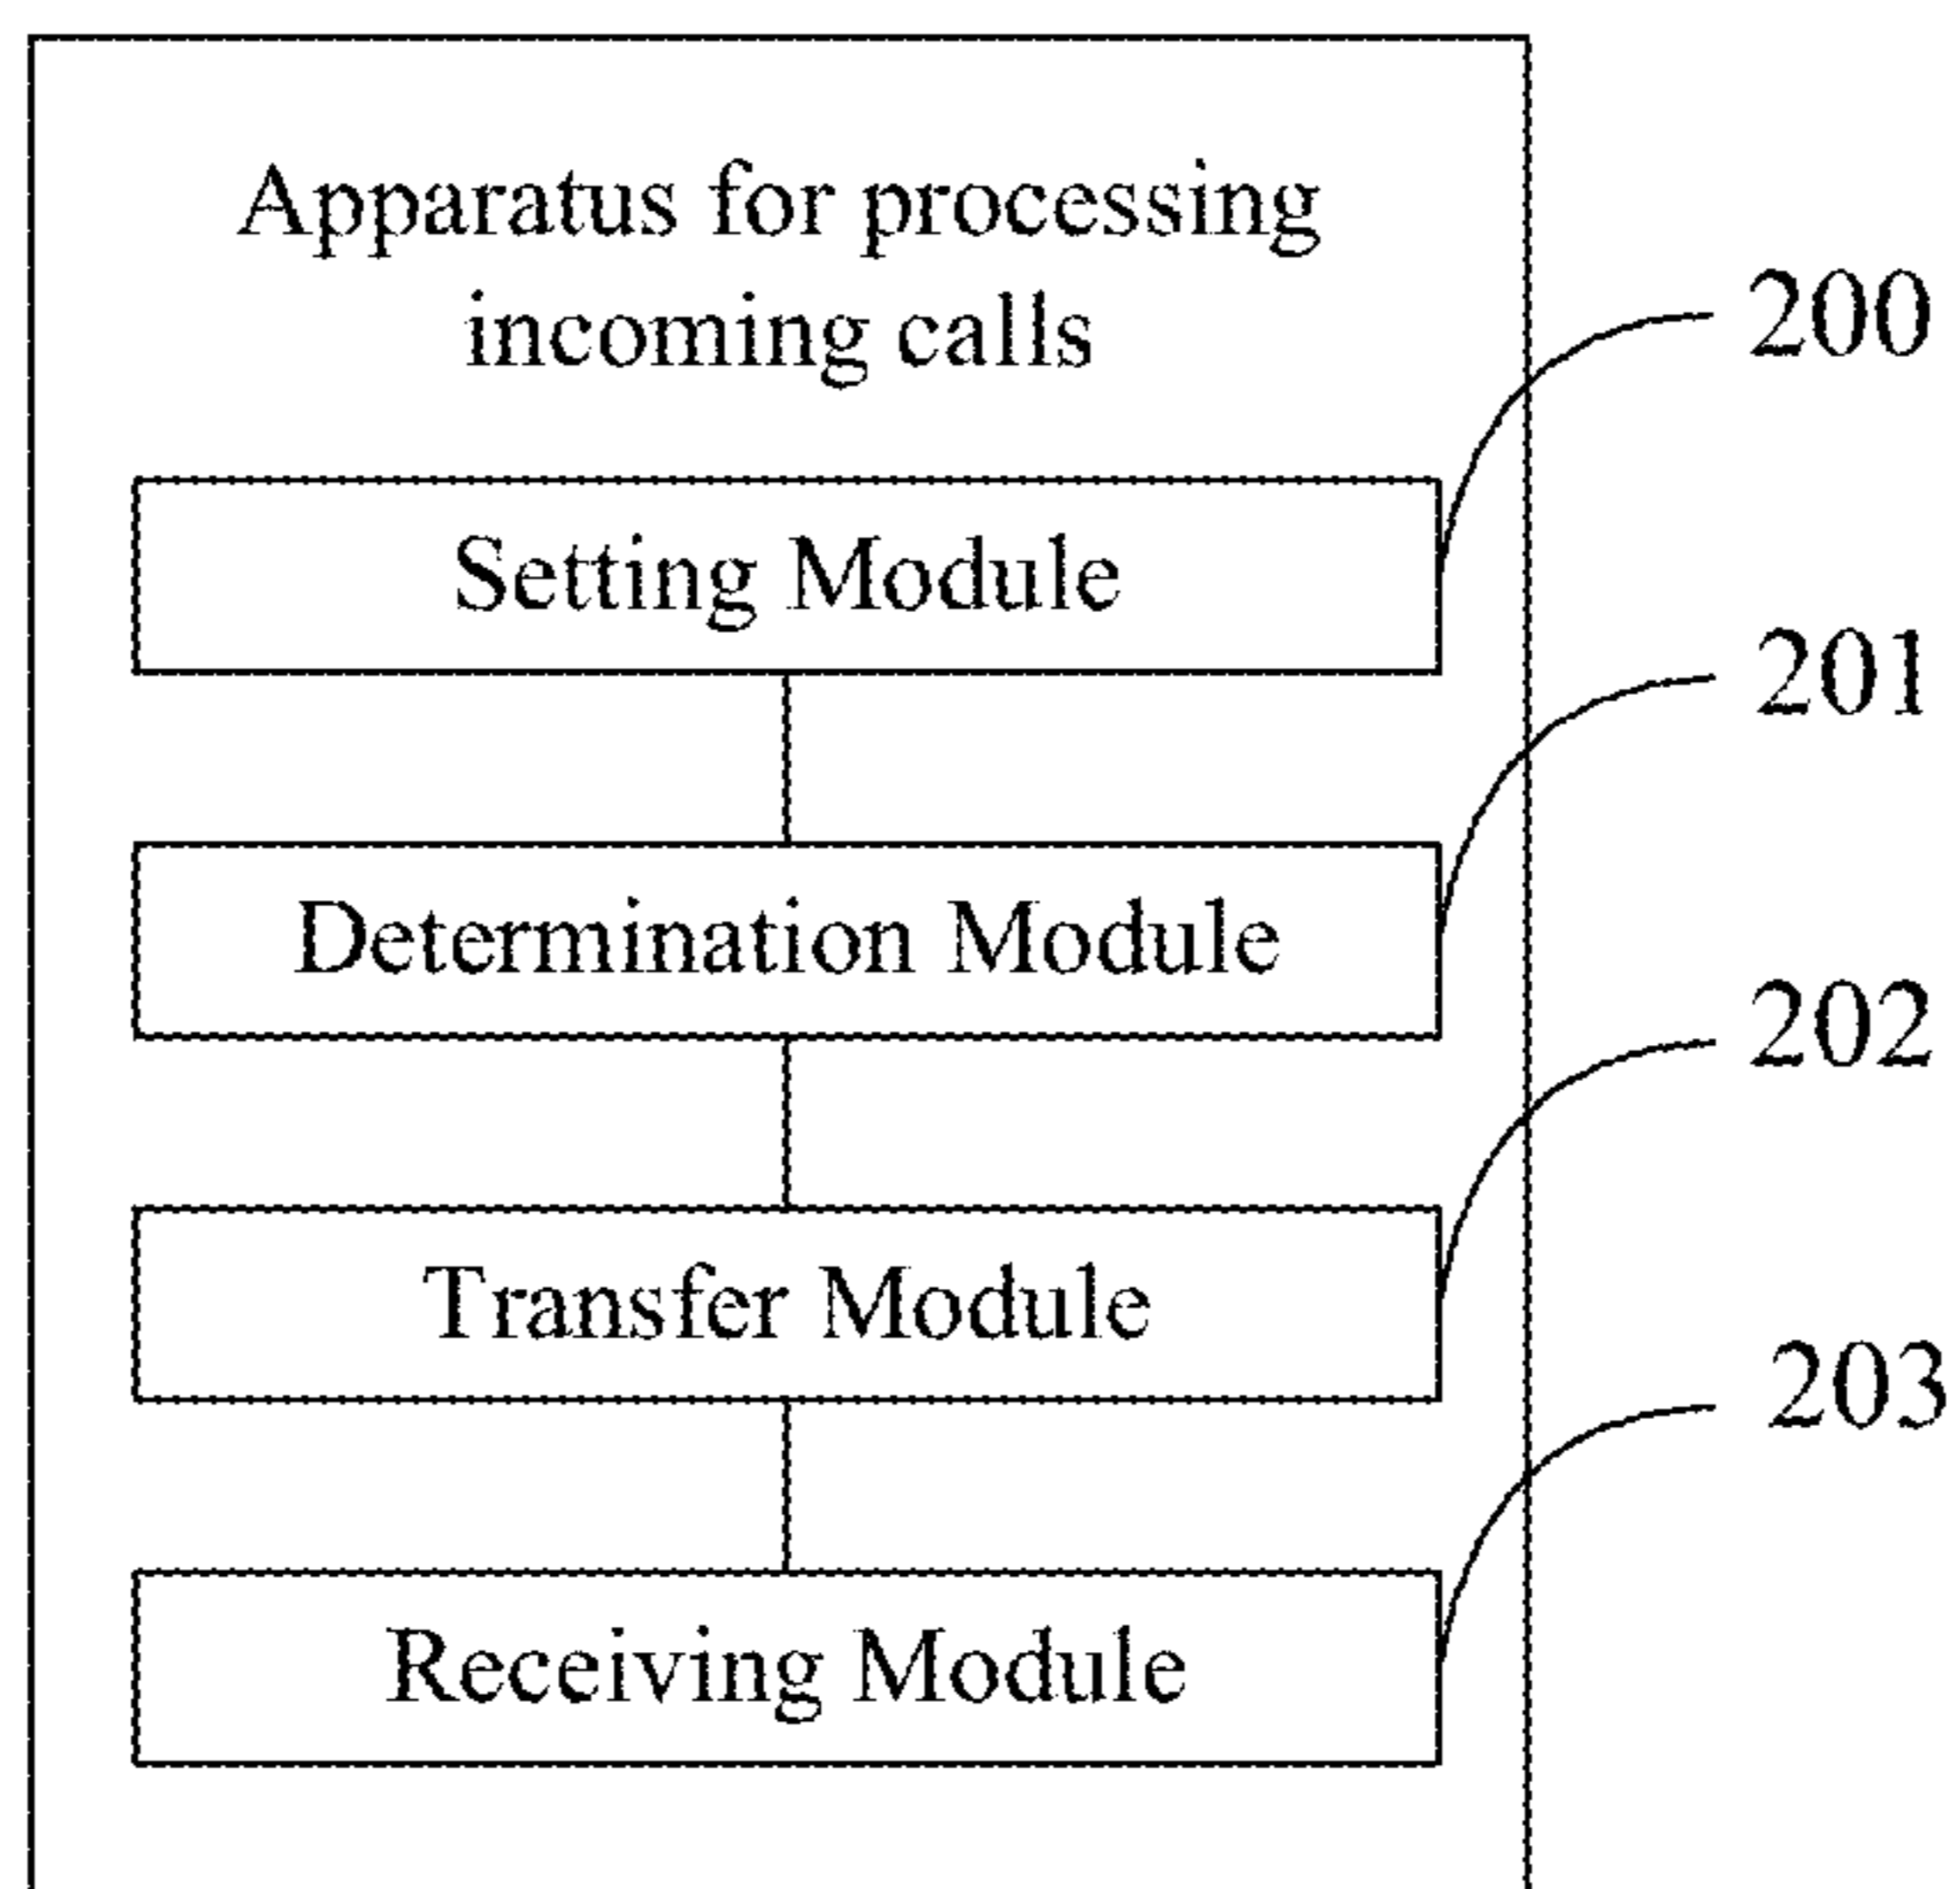 Apparatus for processing
incoming calls
200
Setting Module
201
Determination Module
202
Transfer Module
203
Receiving Module